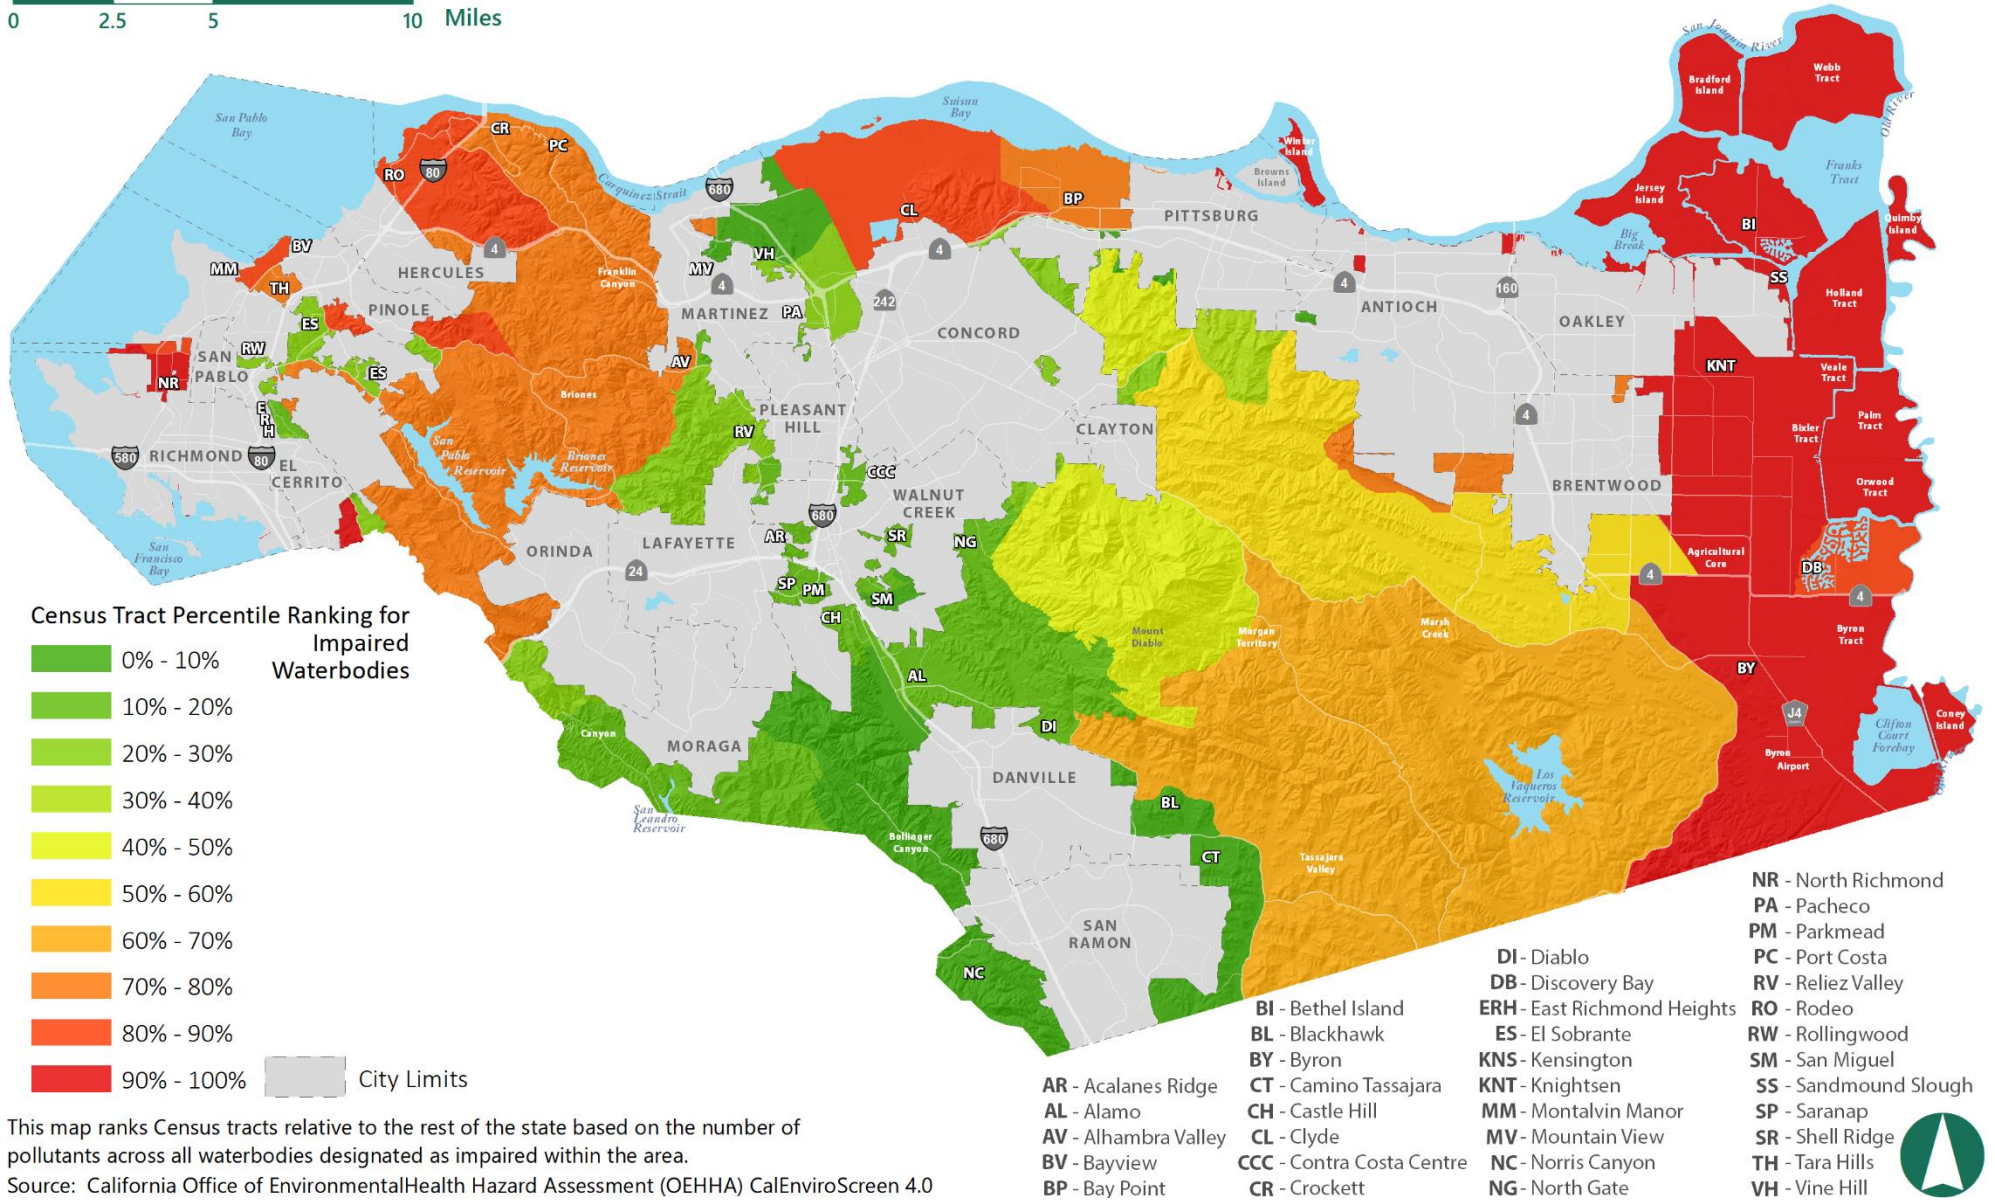 0 2.5 5 10 Miles
San Joaquin River
Bradford
Island
Webb
Tract
Old River
San Pablo
Bay
Suisun
Bay
CR
PC
RO
80
Carquinez Strait
680
Winter
Island
Browns
Island
Franks
Tract
Jersey
Island
BI
Quimby
Island
BP
PITTSBURG
CL
BV
MM
TH
HERCULES
4
Franklin
Canyon
MV
VH
4
4
Big
Break
SS
Holland
Tract
ES
PINOLE
MARTINEZ
PA
242
CONCORD
4
ANTIOCH
160
OAKLEY
RW
SAN
PABLO
NR
ES
AV
KNT
Veale
Tract
Briones
E
R
H
PLEASANT
HILL
RV
CLAYTON
4
Bixler
Tract
Palm
Tract
580
RICHMOND
80
EL
CERRITO
San
Pablo
Reservoir
Briones
Reservoir
CCC
WALNUT
CREEK
BRENTWOOD
Orwood
Tract
San
Francisco
Bay
ORINDA
LAFAYETTE
24
680
AR
SR
NG
Agricultural
Core
DB
4
4
SP
PM
SM
CH
Mount
Diablo
Morgan
Territory
Marsh
Creek
Byron
Tract
BY
AL
DI
Canyon
MORAGA
J4
Clifton
Court
Forebay
Coney
Island
Old River
Byron
Airport
DANVILLE
Los
Vaqueros
Reservoir
San
Leandro
Reservoir
BL
Bollinger
Canyon
680
CT
Tassajara
Valley
SAN
RAMON
NC
Census Tract Percentile Ranking for
Impaired
Waterbodies
0% - 10%
10% - 20%
20% - 30%
30% - 40%
40% - 50%
50% - 60%
60% - 70%
70% - 80%
80% - 90%
90% - 100%
City Limits
This map ranks Census tracts relative to the rest of the state based on the number of
pollutants across all waterbodies designated as impaired within the area.
Source: California Office of EnvironmentalHealth Hazard Assessment (OEHHA) CalEnviroScreen 4.0
AR - Acalanes Ridge
AL - Alamo
AV - Alhambra Valley
BV - Bayview
BP - Bay Point
BI - Bethel Island
BL - Blackhawk
BY - Byron
CT - Camino Tassajara
CH - Castle Hill
CL - Clyde
CCC - Contra Costa Centre
CR - Crockett
DI - Diablo
DB - Discovery Bay
ERH - East Richmond Heights
ES - El Sobrante
KNS - Kensington
KNT - Knightsen
MM - Montalvin Manor
MV - Mountain View
NC - Norris Canyon
NG - North Gate
NR - North Richmond
PA - Pacheco
PM - Parkmead
PC - Port Costa
RV - Reliez Valley
RO - Rodeo
RW - Rollingwood
SM - San Miguel
SS - Sandmound Slough
SP - Saranap
SR - Shell Ridge
TH - Tara Hills
VH - Vine Hill